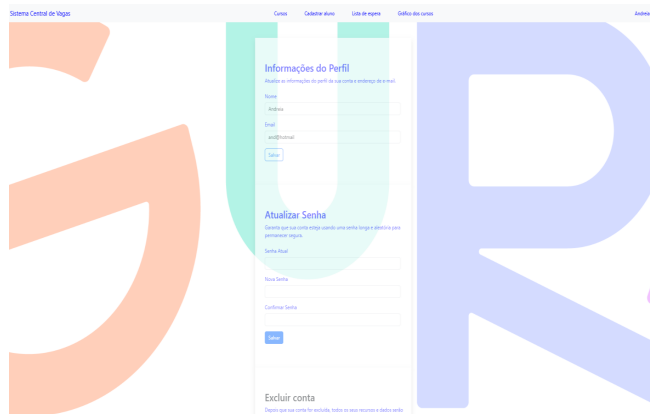 Sistema Central de Vagas Cursos Cadastrar aluno Lista de espera Gráfico dos cursos Andreia
GUR
Informações do Perfil
Atualize as informações do perfil da sua conta e endereço de e-mail.
Nome
Andreia
Email
and@hotmail
Salvar
Atualizar Senha
Garanta que sua conta esteja usando uma senha longa e aleatória para
permanecer segura.
Senha Atual
Nova Senha
Confirmar Senha
Salvar
Excluir conta
Depois que sua conta for excluída, todos os seus recursos e dados serão